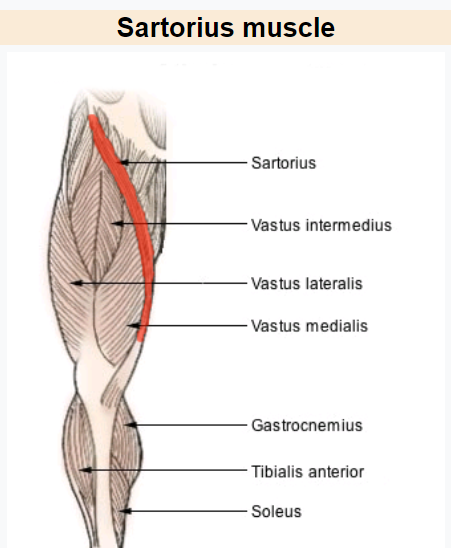 Sartorius muscle
Sartorius
Vastus intermedius
Vastus lateralis
Vastus medialis
Gastrocnemius
Tibialis anterior
Soleus